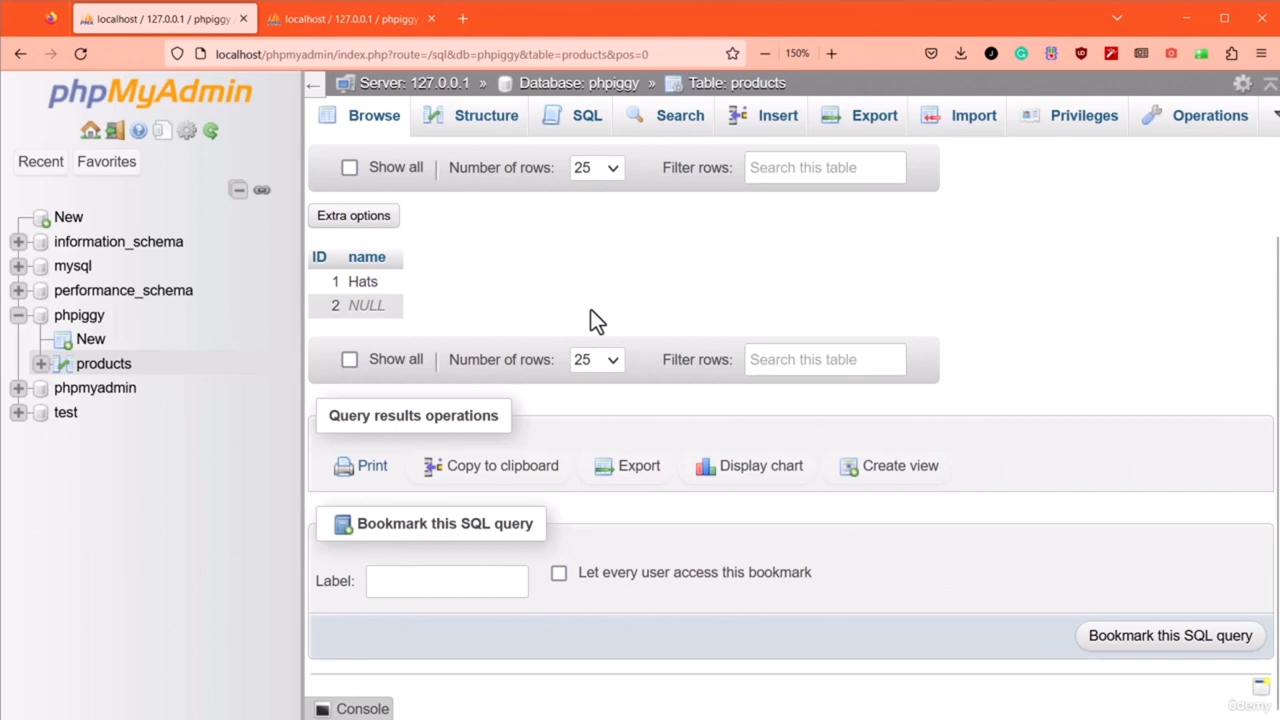 localhost / 127.0.0.1 / phpiggy
localhost / 127.0.0.1 / phpiggy
localhost/phpmyadmin/index.php?route=/sql&db=phpiggy&table=products&pos=0
150%
phpMyAdmin
Server: 127.0.0.1 » Database: phpiggy » Table: products
Browse Structure SQL Search Insert Export Import Privileges Operations
Recent Favorites
Show all Number of rows: 25 Filter rows: Search this table
Extra options
New
information_schema
mysql
performance_schema
phpiggy
New
products
phpmyadmin
test
ID name
1 Hats
2 NULL
Show all Number of rows: 25 Filter rows: Search this table
Query results operations
Print Copy to clipboard Export Display chart Create view
Bookmark this SQL query
Label: Let every user access this bookmark
Bookmark this SQL query
Console
ûdemy